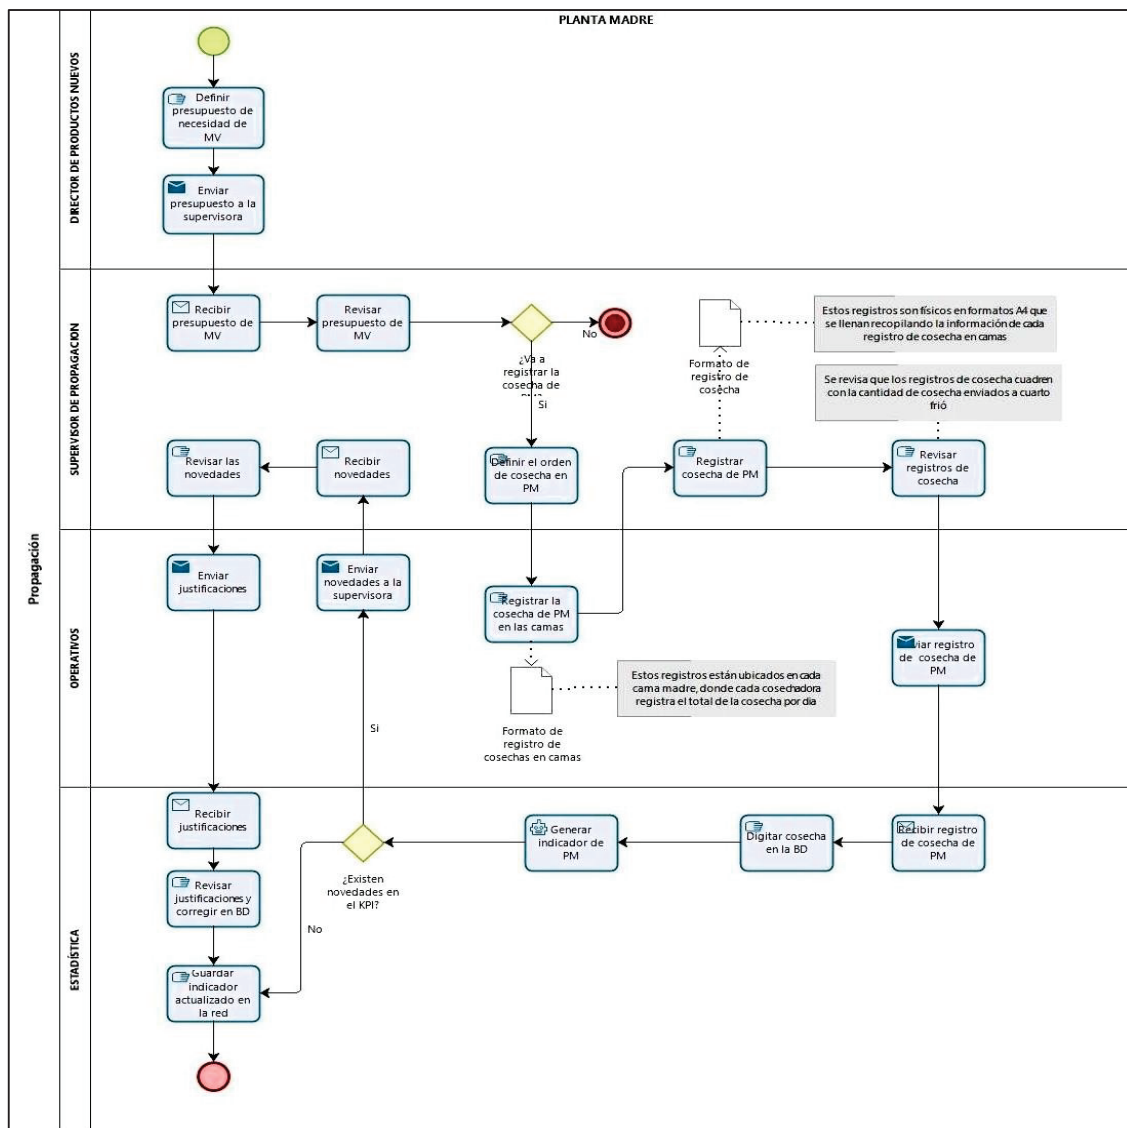 PLANTA MADRE
Propagación
DIRECTOR DE PRODUCTOS NUEVOS
Definir
presupuesto de
necesidad de
MV
Enviar
presupuesto a la
supervisora
SUPERVISOR DE PROPAGACION
Recibir
presupuesto de
MV
Revisar
presupuesto de
MV
¿Va a
registrar la
cosecha de
No
Si
Formato de
registro de
cosecha
Estos registros son físicos en formatos A4 que
se llenan recopilando la información de cada
registro de cosecha en camas
Se revisa que los registros de cosecha cuadren
con la cantidad de cosecha enviados a cuarto
frió
Revisar las
novedades
Recibir
novedades
Definir el orden
de cosecha en
PM
Registrar
cosecha de PM
Revisar
registros de
cosecha
OPERATIVOS
Enviar
justificaciones
Enviar
novedades a la
supervisora
Registrar la
cosecha de PM
en las camas
Formato de
registro de
cosechas en camas
Estos registros están ubicados en cada
cama madre, donde cada cosechadora
registra el total de la cosecha por dia
viar registro
de cosecha de
PM
Si
ESTADÍSTICA
Recibir
justificaciones
Revisar
justificaciones y
corregir en BD
Guardar
indicador
actualizado en
la red
¿Existen
novedades en
el KPI?
No
Generar
indicador de
PM
Digitar cosecha
en la BD
Recibir registro
de cosecha de
PM